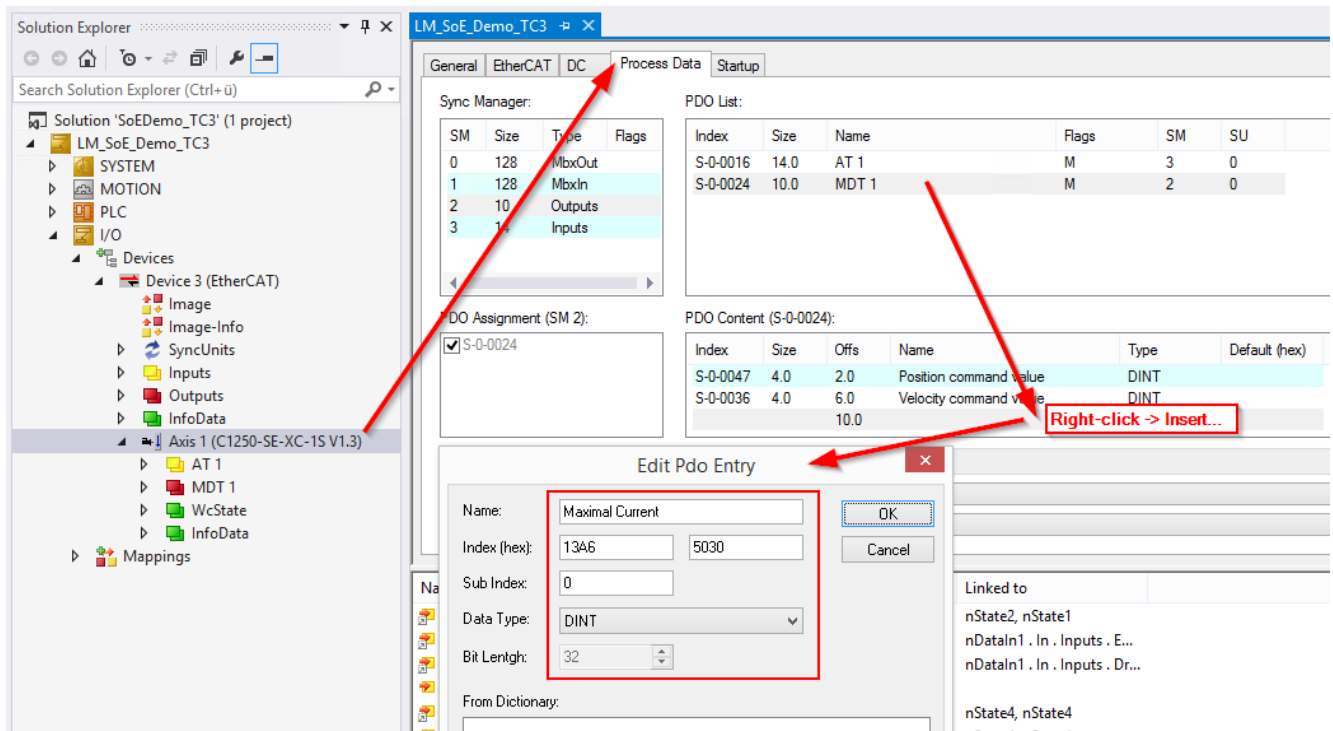 Solution Explorer
Search Solution Explorer (Ctrl+ü)
Solution 'SoEDemo_TC3' (1 project)
LM_SoE_Demo_TC3
SYSTEM
MOTION
PLC
I/O
Devices
Device 3 (EtherCAT)
Image
Image-Info
SyncUnits
Inputs
Outputs
InfoData
Axis 1 (C1250-SE-XC-1S V1.3)
AT 1
MDT 1
WcState
InfoData
Mappings
LM_SoE_Demo_TC3
General EtherCAT DC Process Data Startup
Sync Manager:
SM Size Type Flags
0 128 MbxOut
1 128 MbxIn
2 10 Outputs
3 14 Inputs
PDO List:
Index Size Name Flags SM SU
S-0-0016 14.0 AT 1 M 3 0
S-0-0024 10.0 MDT 1 M 2 0
PDO Assignment (SM 2):
S-0-0024
PDO Content (S-0-0024):
Index Size Offs Name Type Default (hex)
S-0-0047 4.0 2.0 Position command value DINT
S-0-0036 4.0 6.0 Velocity command value DINT
10.0
Right-click -> Insert...
Edit Pdo Entry
Name: Maximal Current
OK
Index (hex): 13A6 5030
Cancel
Sub Index: 0
Data Type: DINT
Bit Lentgh: 32
From Dictionary:
Na
Linked to
nState2, nState1
nDataIn1 . In . Inputs . E...
nDataIn1 . In . Inputs . Dr...
nState4, nState4